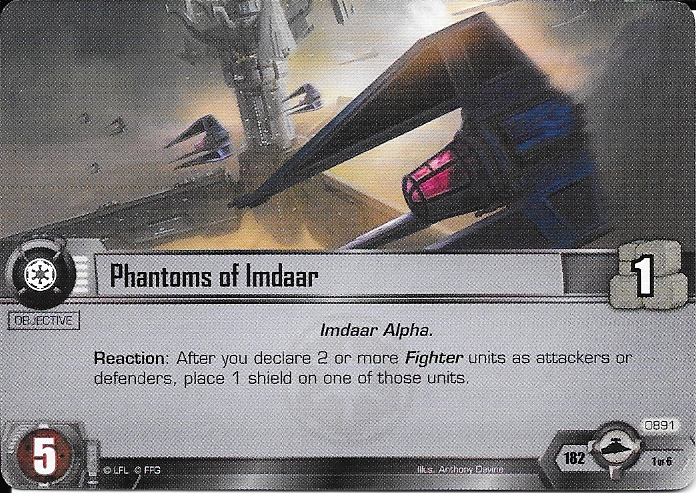 Phantoms of Imdaar
1
OBJECTIVE
Imdaar Alpha.
Reaction: After you declare 2 or more Fighter units as attackers or
defenders, place 1 shield on one of those units.
0891
5
182
1 of 6
© LFL © FFG
Illus. Anthony Devine